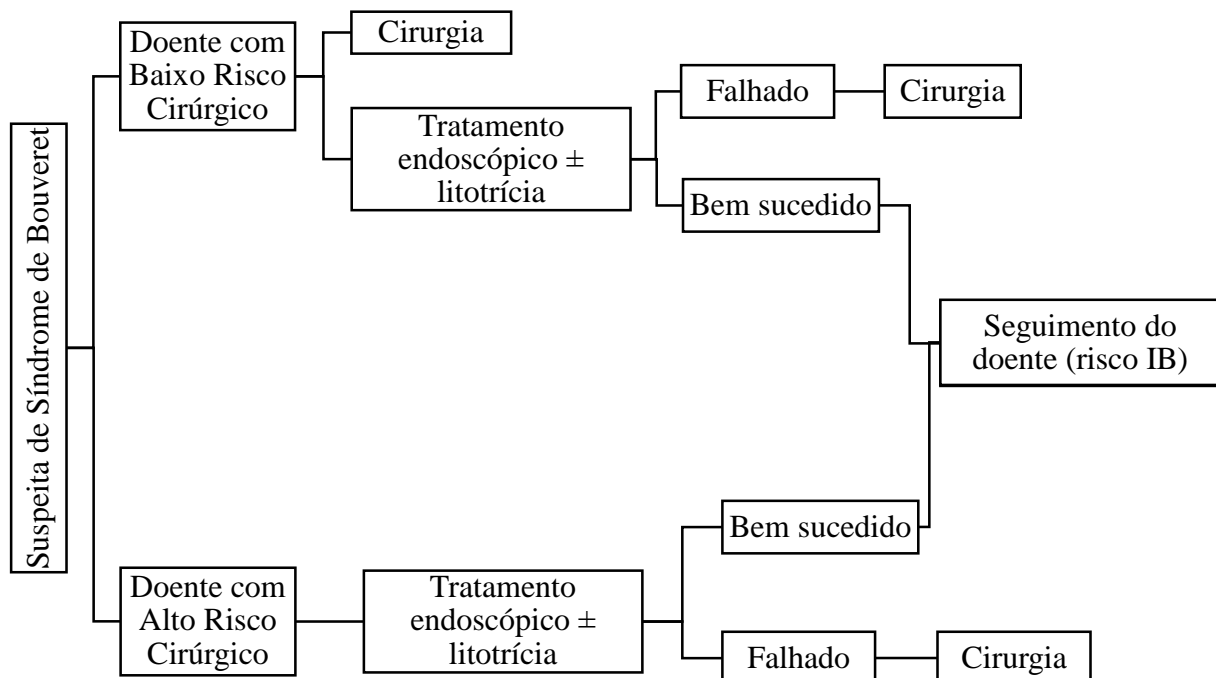 Suspeita de Síndrome de Bouveret
Doente com
Baixo Risco
Cirúrgico
Cirurgia
Tratamento
endoscópico ±
litotrícia
Falhado
Cirurgia
Bem sucedido
Seguimento do
doente (risco IB)
Doente com
Alto Risco
Cirúrgico
Tratamento
endoscópico ±
litotrícia
Bem sucedido
Falhado
Cirurgia